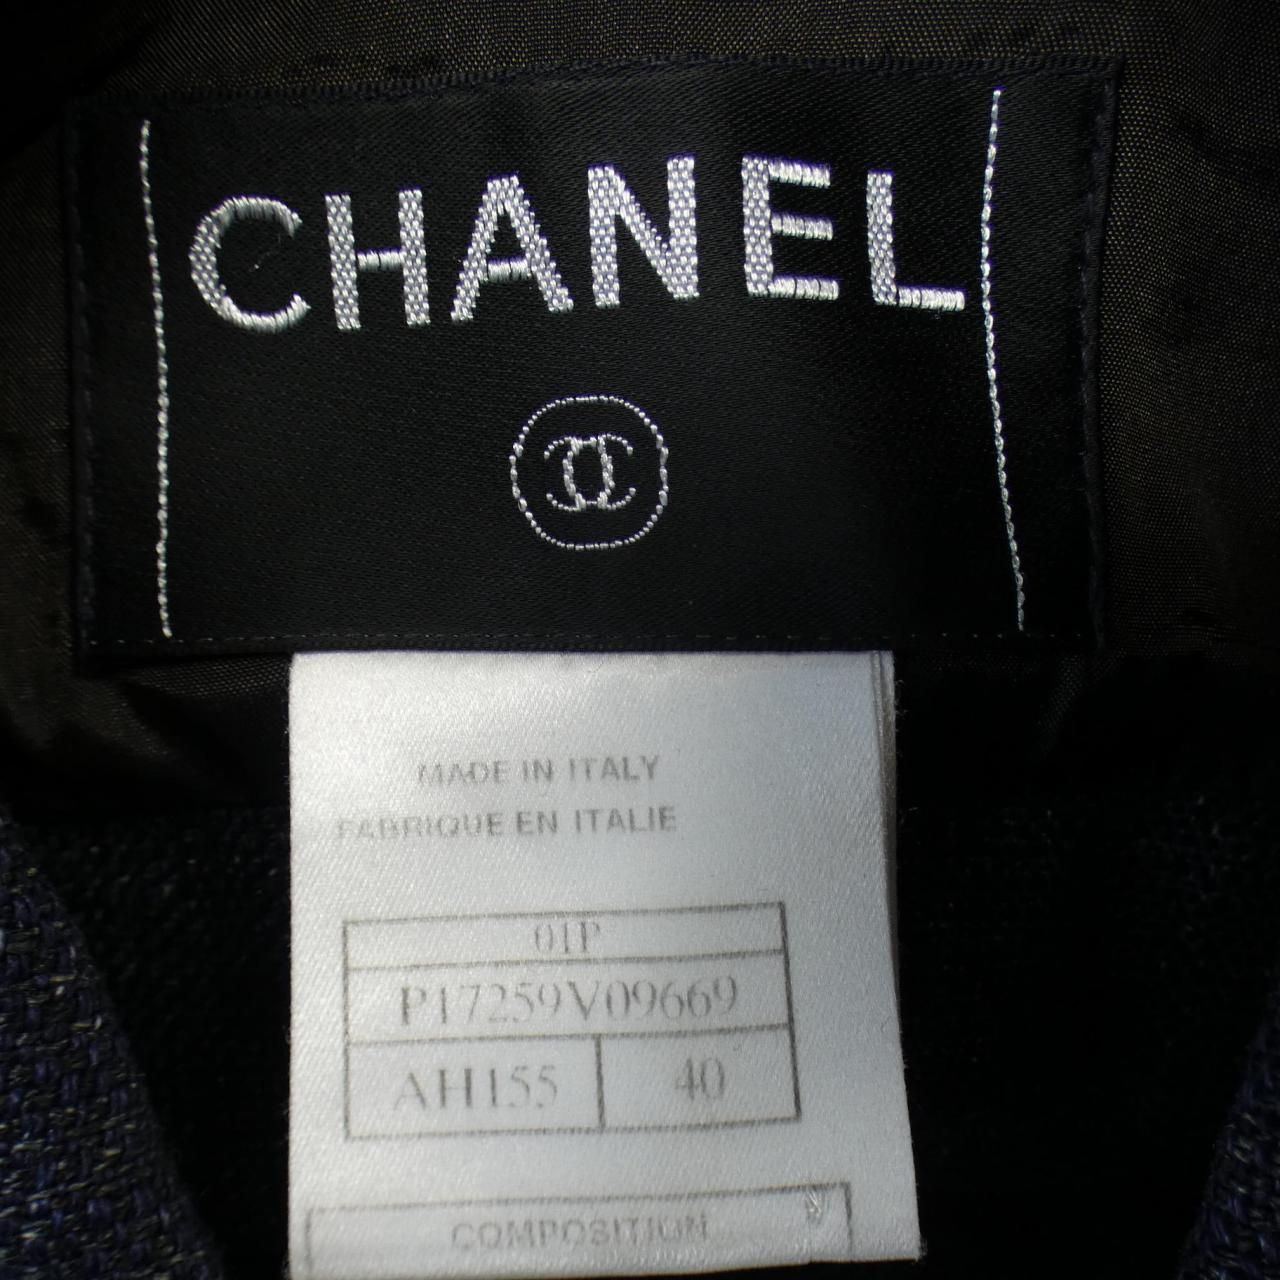 CHANEL
MADE IN ITALY
FABRIQUE EN ITALIE
01P
P17259V09669
AH155 40
COMPOSITION